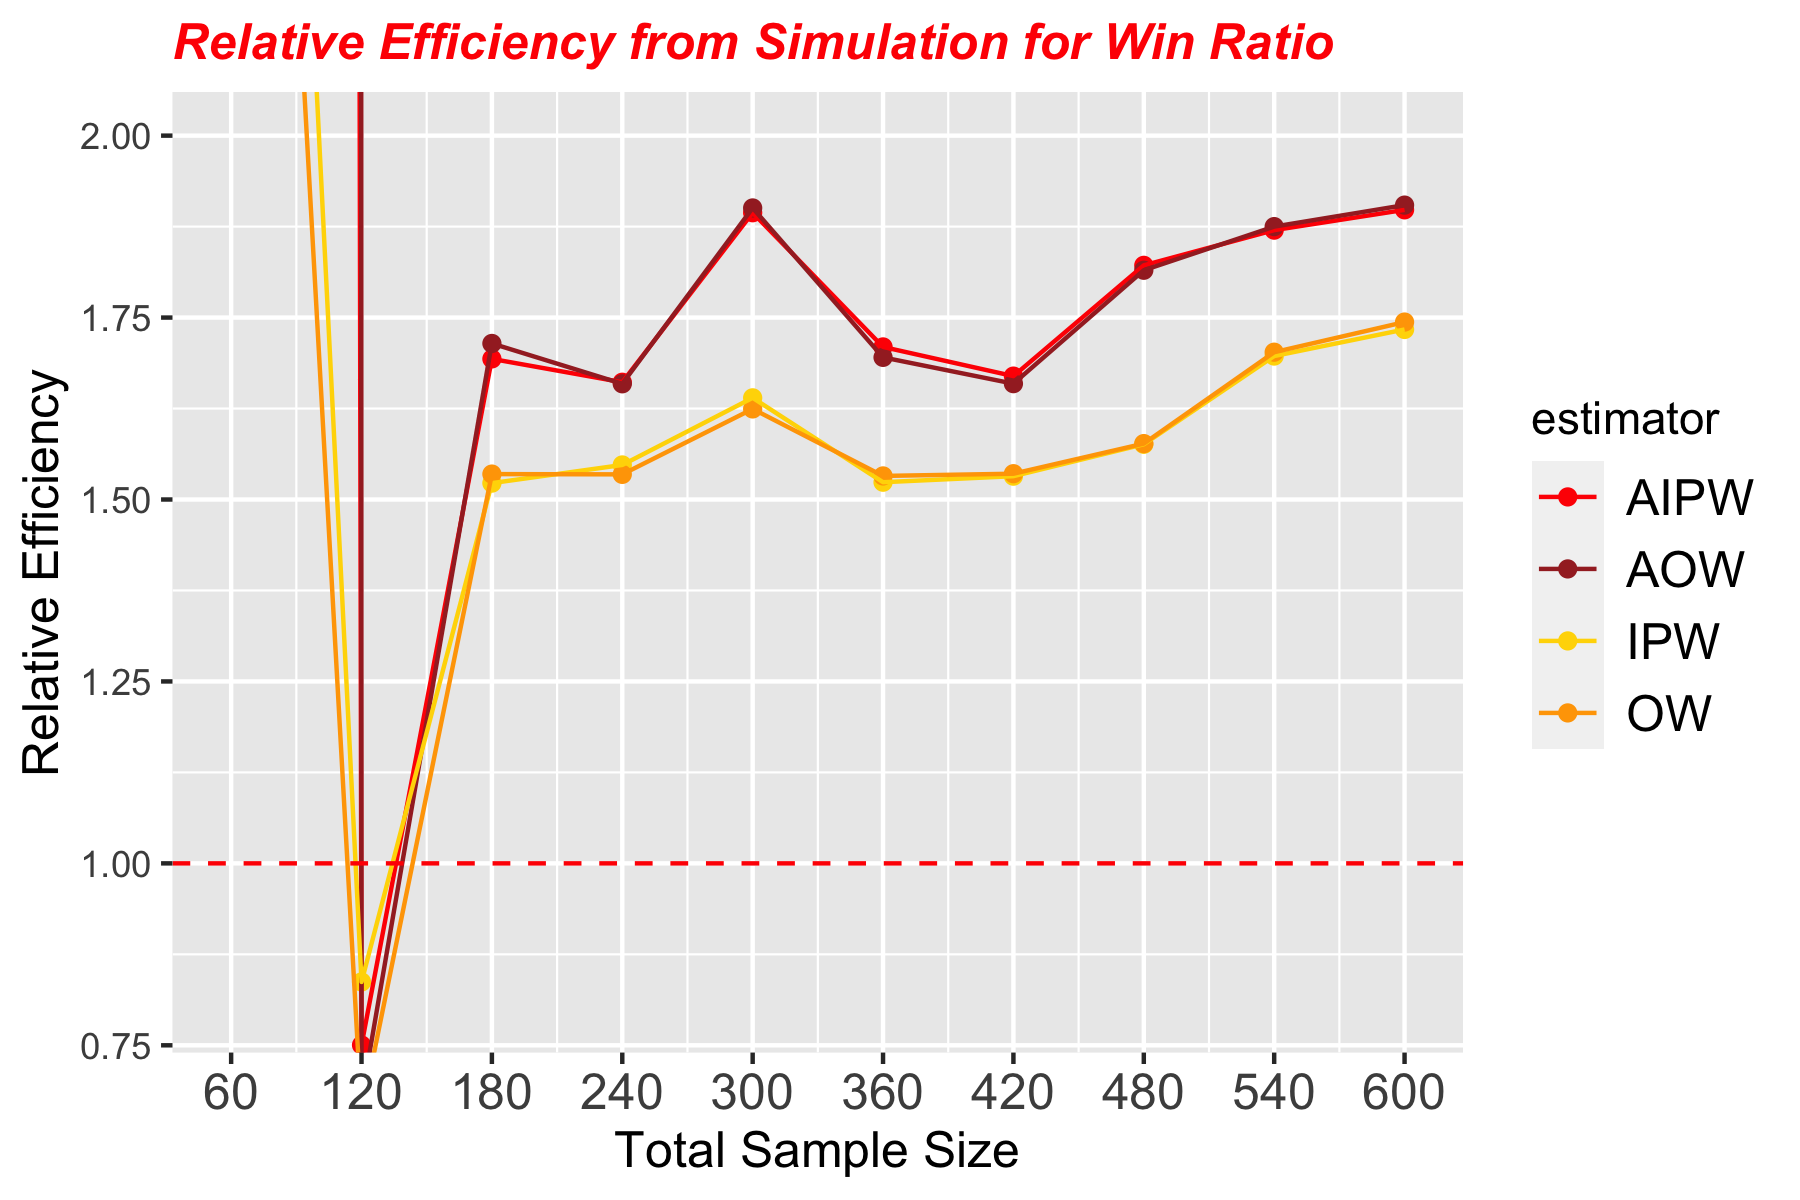 Relative Efficiency from Simulation for Win Ratio
Relative Efficiency
2.00
1.75
1.50
1.25
1.00
0.75
60 120 180 240 300 360 420 480 540 600
Total Sample Size
estimator
AIPW
AOW
IPW
OW